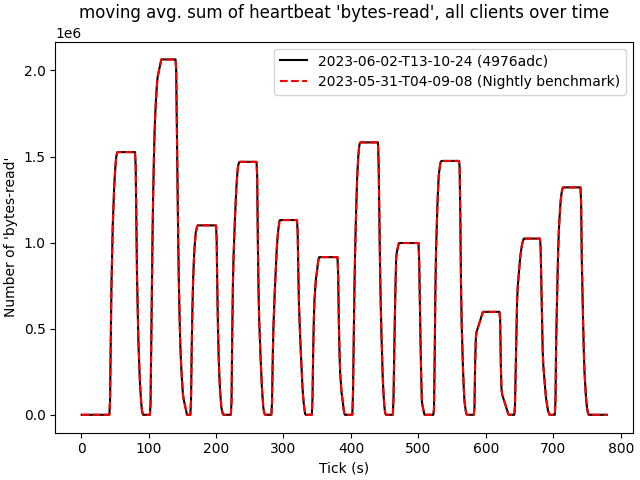 moving avg. sum of heartbeat 'bytes-read', all clients over time
1e6
2023-06-02-T13-10-24 (4976adc)
2023-05-31-T04-09-08 (Nightly benchmark)
Number of 'bytes-read'
2.0
1.5
1.0
0.5
0.0
0 100 200 300 400 500 600 700 800
Tick (s)